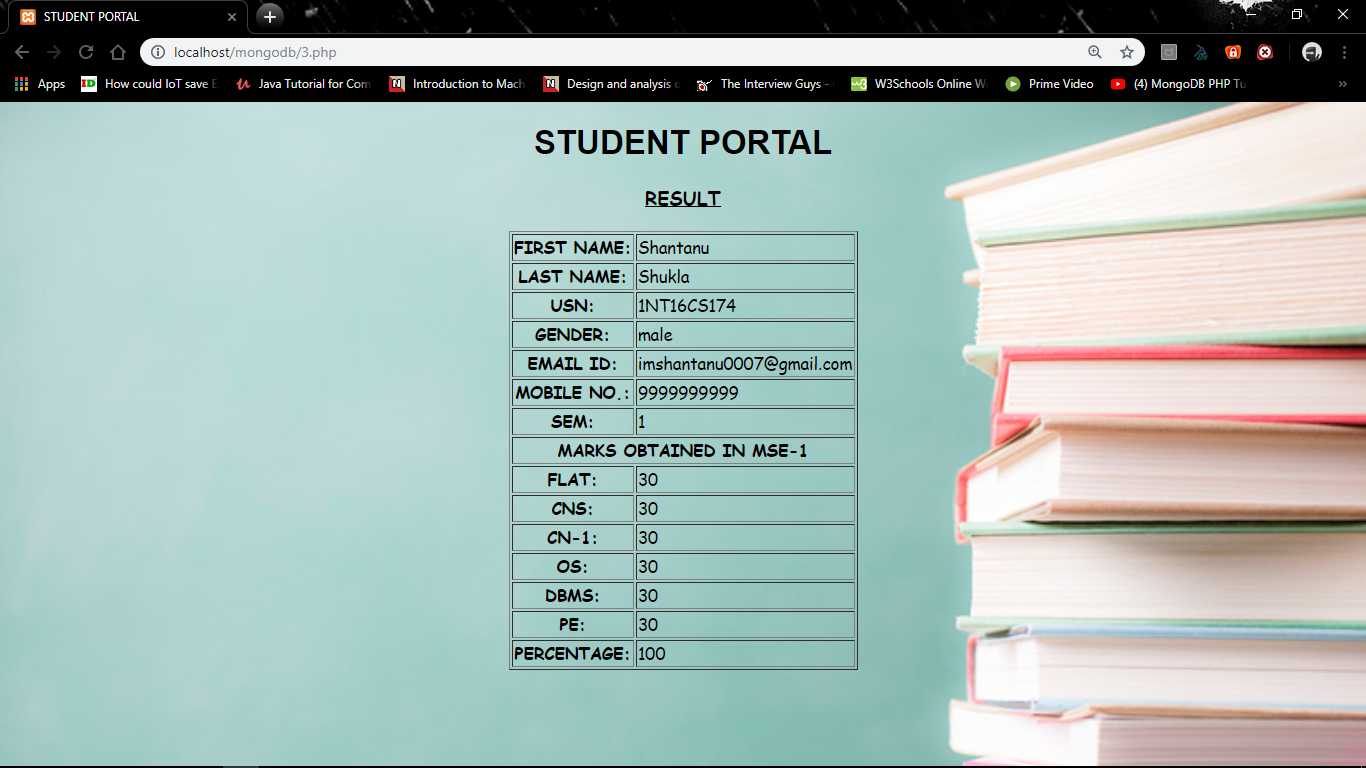 STUDENT PORTAL
localhost/mongodb/3.php
Apps
How could IoT save E
Java Tutorial for Com
Introduction to Mach
Design and analysis c
The Interview Guys -
W3Schools Online W
Prime Video
(4) MongoDB PHP Tu
STUDENT PORTAL
RESULT
FIRST NAME: Shantanu
LAST NAME: Shukla
USN: 1NT16CS174
GENDER: male
EMAIL ID: imshantanu0007@gmail.com
MOBILE NO.: 9999999999
SEM: 1
MARKS OBTAINED IN MSE-1
FLAT: 30
CNS: 30
CN-1: 30
OS: 30
DBMS: 30
PE: 30
PERCENTAGE: 100